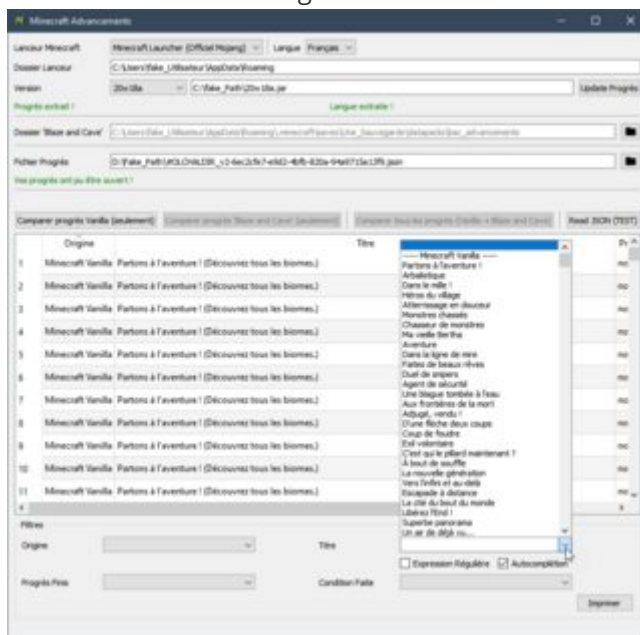 Minecraft Advancements
Lanceur Minecraft Minecraft Launcher (Officiel Mojang) Langue Français
Dossier Lanceur C:\Users\Fake_Utilisateur\AppData\Roaming
Version 20w18a C:/Fake_Path/20w18a.jar Update Progrès
Progrès extrait ! Langue extraite !
Dossier 'Blaze and Cave'
Fichier Progrès
Vos progrès ont pu être ouvert !
Comparer progrès Vanilla (seulement) Comparer progrès 'Blaze and Cave' (seulement) Comparer tous les progrès (Vanilla + Blaze and Cave) Read JSON (TEST)
Origine Titre
1 Minecraft Vanilla Partons à l'aventure ! (Découvrez tous les biomes.)
2 Minecraft Vanilla Partons à l'aventure ! (Découvrez tous les biomes.)
3 Minecraft Vanilla Partons à l'aventure ! (Découvrez tous les biomes.)
4 Minecraft Vanilla Partons à l'aventure ! (Découvrez tous les biomes.)
5 Minecraft Vanilla Partons à l'aventure ! (Découvrez tous les biomes.)
6 Minecraft Vanilla Partons à l'aventure ! (Découvrez tous les biomes.)
7 Minecraft Vanilla Partons à l'aventure ! (Découvrez tous les biomes.)
8 Minecraft Vanilla Partons à l'aventure ! (Découvrez tous les biomes.)
9 Minecraft Vanilla Partons à l'aventure ! (Découvrez tous les biomes.)
10 Minecraft Vanilla Partons à l'aventure ! (Découvrez tous les biomes.)
11 Minecraft Vanilla Partons à l'aventure ! (Découvrez tous les biomes.)
----- Minecraft Vanilla -----
Partons à l'aventure !
Arbalétique
Dans le mille !
Héros du village
Atterrissage en douceur
Monstres chassés
Chasseur de monstres
Ma vieille Bertha
Aventure
Dans la ligne de mire
Faites de beaux rêves
Duel de snipers
Agent de sécurité
Une blague tombée à l'eau
Aux frontières de la mort
Adjugé, vendu !
D'une flèche deux coups
Coup de foudre
Exil volontaire
C'est qui le pillard maintenant ?
À bout de souffle
La nouvelle génération
Vers l'infini et au-delà
Escapade à distance
La cité du bout du monde
Libérez l'End !
Superbe panorama
Un air de déjà vu...
Filtres
Origine Titre
Expression Régulière Autocomplétion
Progrès Finis Condition Faite
Imprimer